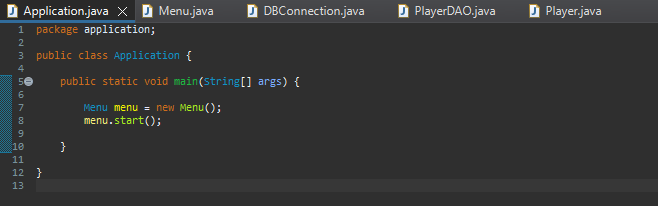 Application.java Menu.java DBConnection.java PlayerDAO.java Player.java
1 package application;
2
3 public class Application {
4
5 public static void main(String[] args) {
6
7 Menu menu = new Menu();
8 menu.start();
9
10 }
11
12 }
13